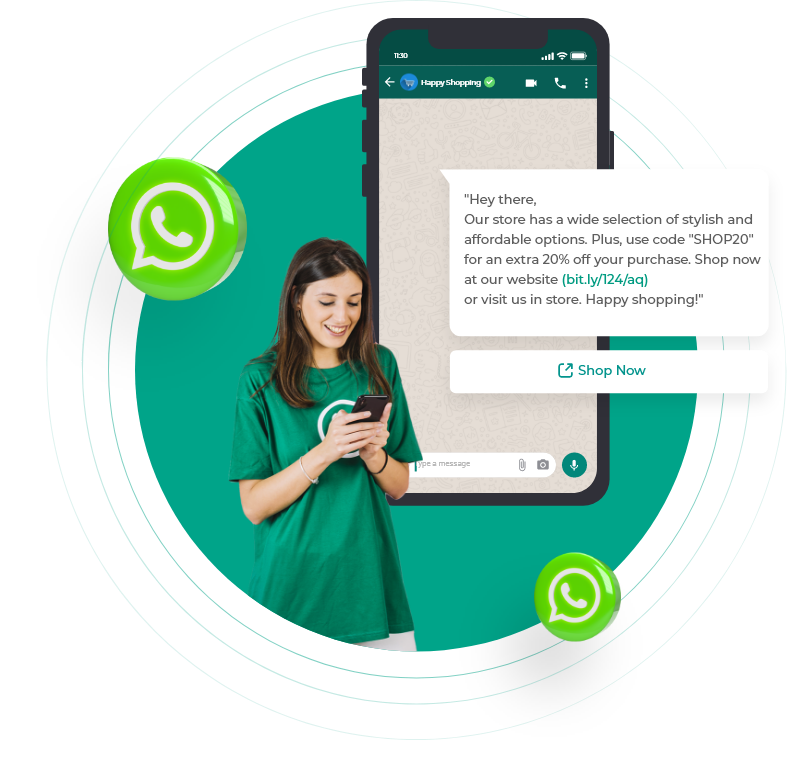 11:30
Happy Shopping
"Hey there,
Our store has a wide selection of stylish and
affordable options. Plus, use code "SHOP20"
for an extra 20% off your purchase. Shop now
at our website (bit.ly/124/aq)
or visit us in store. Happy shopping!"
Shop Now
ype a message